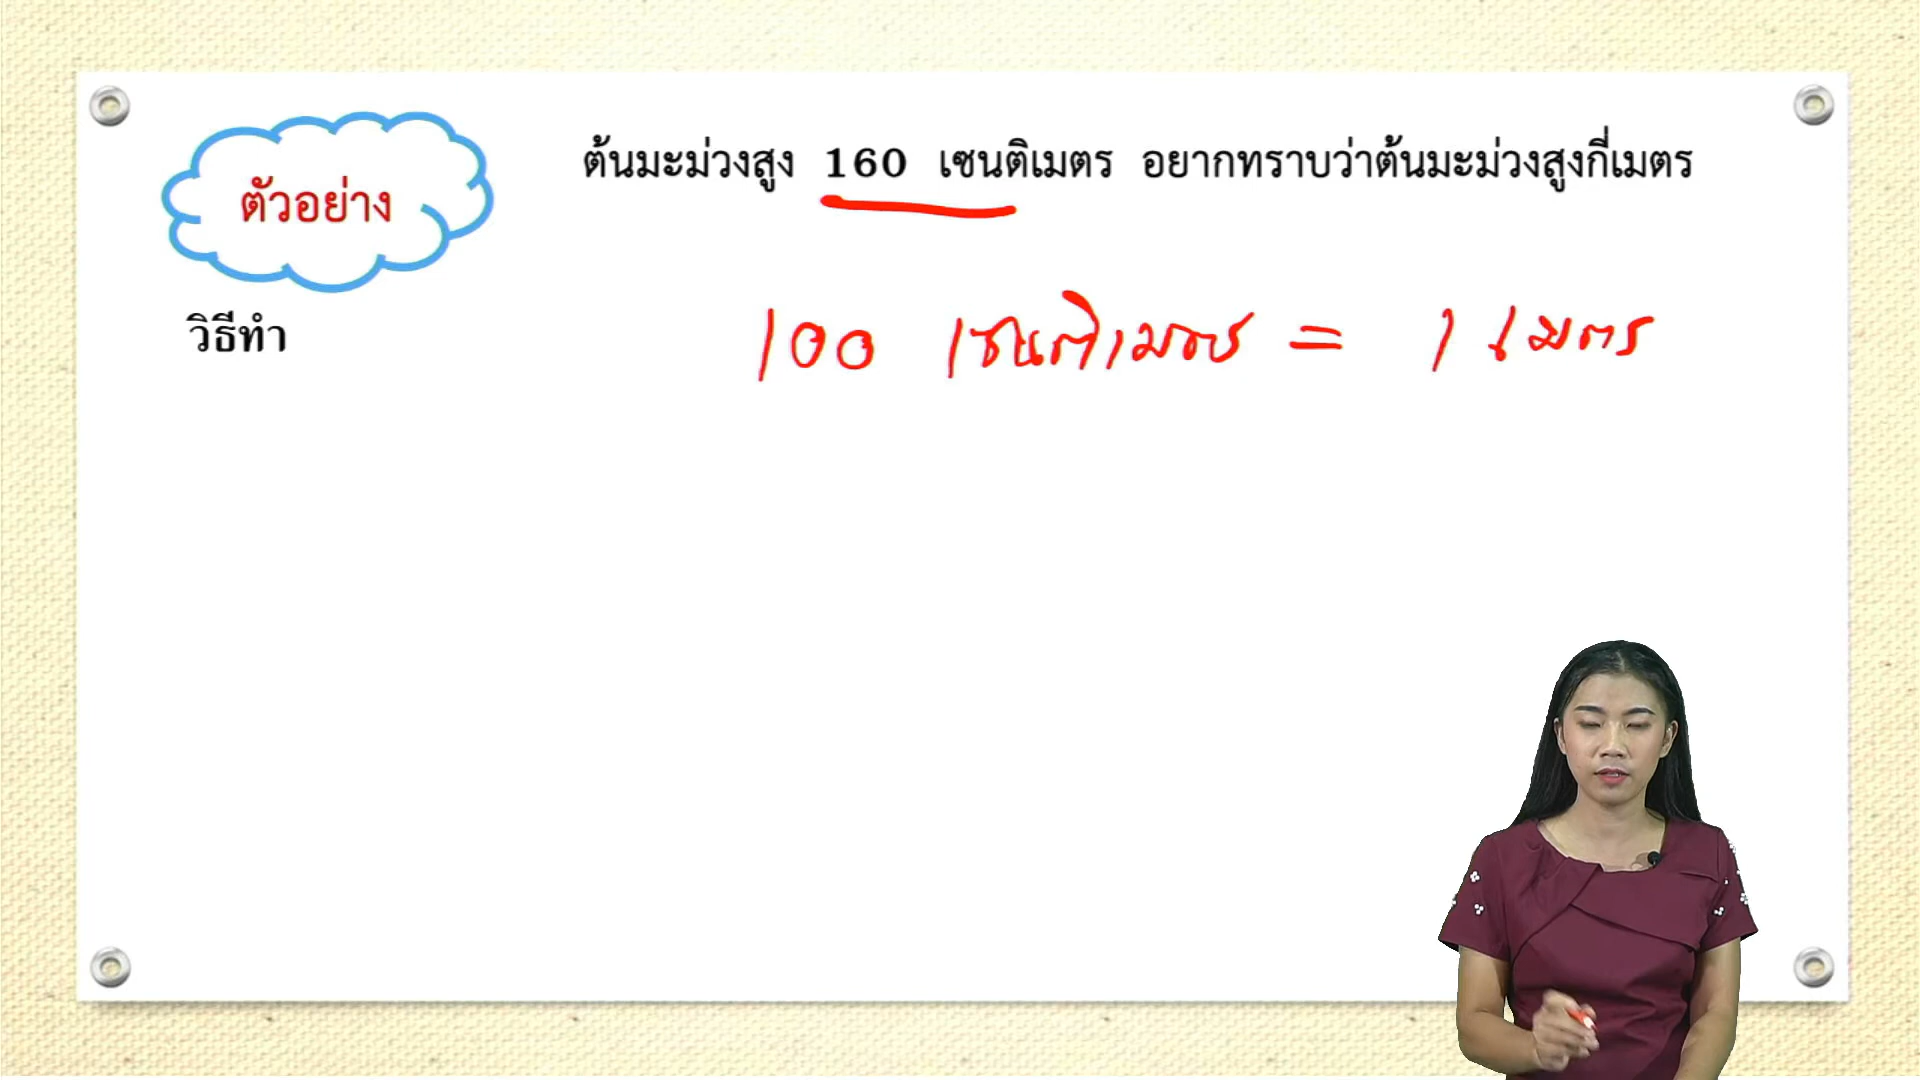 ต้นมะม่วงสูง 160 เซนติเมตร อยากทราบว่าต้นมะม่วงสูงกี่เมตร
ตัวอย่าง
วิธีทำ
100 เซนติเมตร = 1 เมตร